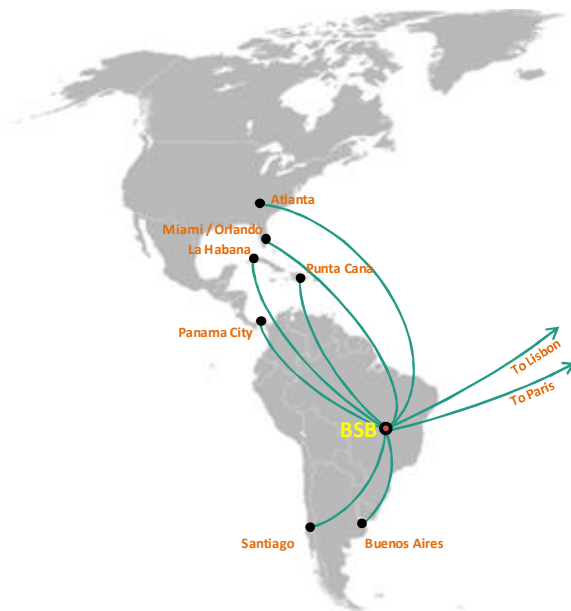 Atlanta
Miami / Orlando
La Habana
Punta Cana
Panama City
To Lisbon
To Paris
BSB
Santiago
Buenos Aires